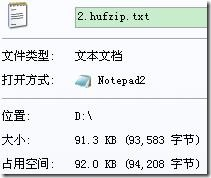 2.hufzip.txt
文件类型: 文本文档
打开方式: Notepad2
位置: D:\
大小: 91.3 KB (93,583 字节)
占用空间: 92.0 KB (94,208 字节)